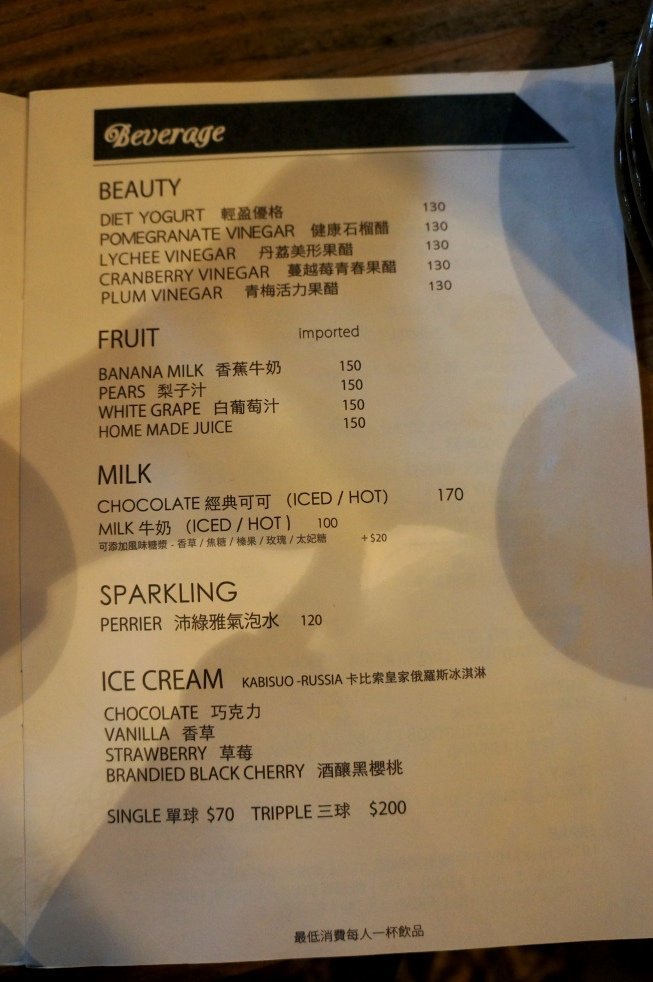 Beverage
BEAUTY
DIET YOGURT 輕盈優格 130
POMEGRANATE VINEGAR 健康石榴醋 130
LYCHEE VINEGAR 丹荔美形果醋 130
CRANBERRY VINEGAR 蔓越莓青春果醋 130
PLUM VINEGAR 青梅活力果醋 130
FRUIT imported
BANANA MILK 香蕉牛奶 150
PEARS 梨子汁 150
WHITE GRAPE 白葡萄汁 150
HOME MADE JUICE 150
MILK
CHOCOLATE 經典可可 (ICED / HOT) 170
MILK 牛奶 (ICED / HOT ) 100
可添加風味糖漿 - 香草 / 焦糖 / 榛果 / 玫瑰 / 太妃糖 +$20
SPARKLING
PERRIER 沛綠雅氣泡水 120
ICE CREAM KABISUO -RUSSIA 卡比索皇家俄羅斯冰淇淋
CHOCOLATE 巧克力
VANILLA 香草
STRAWBERRY 草莓
BRANDIED BLACK CHERRY 酒釀黑櫻桃
SINGLE 單球 $70 TRIPPLE 三球 $200
最低消費每人一杯飲品